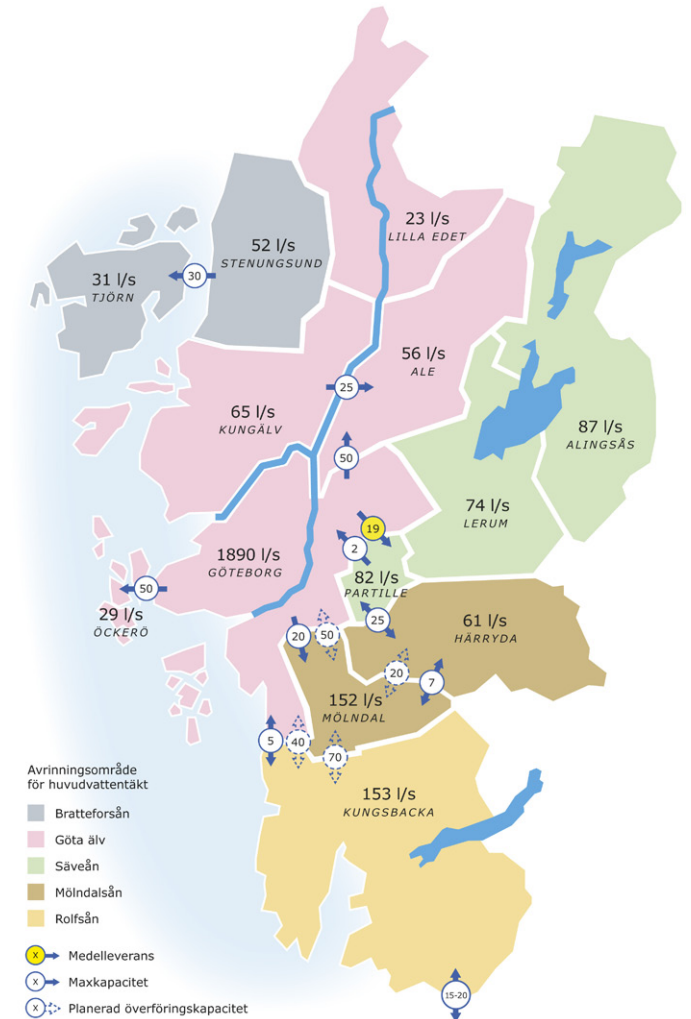 23 l/s
LILLA EDET
52 l/s
STENUNGSUND
31 l/s
TJÖRN
30
56 l/s
ALE
25
65 l/s
KUNGÄLV
87 l/s
ALINGSÅS
50
74 l/s
LERUM
19
2
1890 l/s
GÖTEBORG
82 l/s
PARTILLE
50
29 l/s
ÖCKERÖ
25
61 l/s
HÄRRYDA
20
50
20
7
152 l/s
MÖLNDAL
5
40
70
153 l/s
KUNGSBACKA
Avrinningsområde
för huvudvattentäkt
Bratteforsån
Göta älv
Säveån
Mölndalsån
Rolfsån
X Medelleverans
X Maxkapacitet
X Planerad överföringskapacitet
15-20